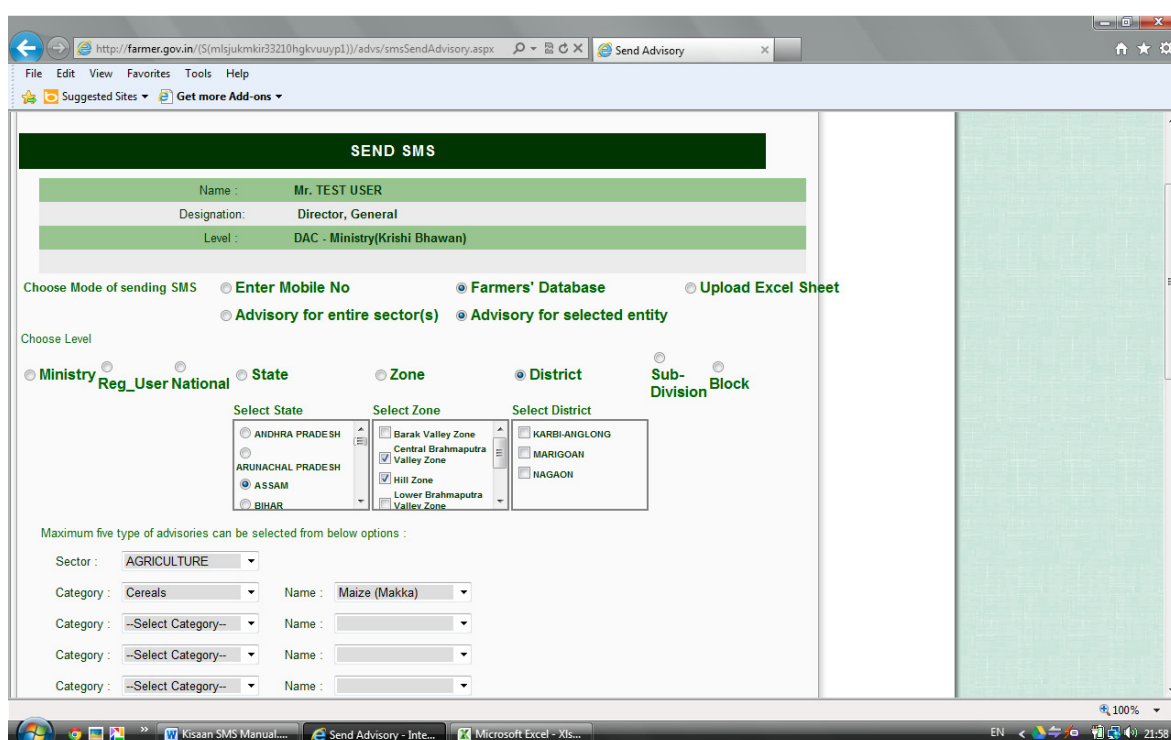 http://farmer.gov.in/(S(mlsjukmkir33210hgkvuuyp1))/advs/smsSendAdvisory.aspx
Send Advisory
File Edit View Favorites Tools Help
Suggested Sites Get more Add-ons
SEND SMS
Name : Mr. TEST USER
Designation: Director, General
Level : DAC - Ministry(Krishi Bhawan)
Choose Mode of sending SMS Enter Mobile No Farmers' Database Upload Excel Sheet
Advisory for entire sector(s) Advisory for selected entity
Choose Level
Ministry Reg_User National State Zone District Sub-Division Block
Select State Select Zone Select District
ANDHRA PRADESH
ARUNACHAL PRADESH
ASSAM
BIHAR
Barak Valley Zone
Central Brahmaputra
Valley Zone
Hill Zone
Lower Brahmaputra
Valley Zone
KARBI-ANGLONG
MARIGOAN
NAGAON
Maximum five type of advisories can be selected from below options :
Sector : AGRICULTURE
Category : Cereals Name : Maize (Makka)
Category : --Select Category-- Name :
Category : --Select Category-- Name :
Category : --Select Category-- Name :
100%
Kisaan SMS Manual.... Send Advisory - Inte... Microsoft Excel - Xls... EN 21:58